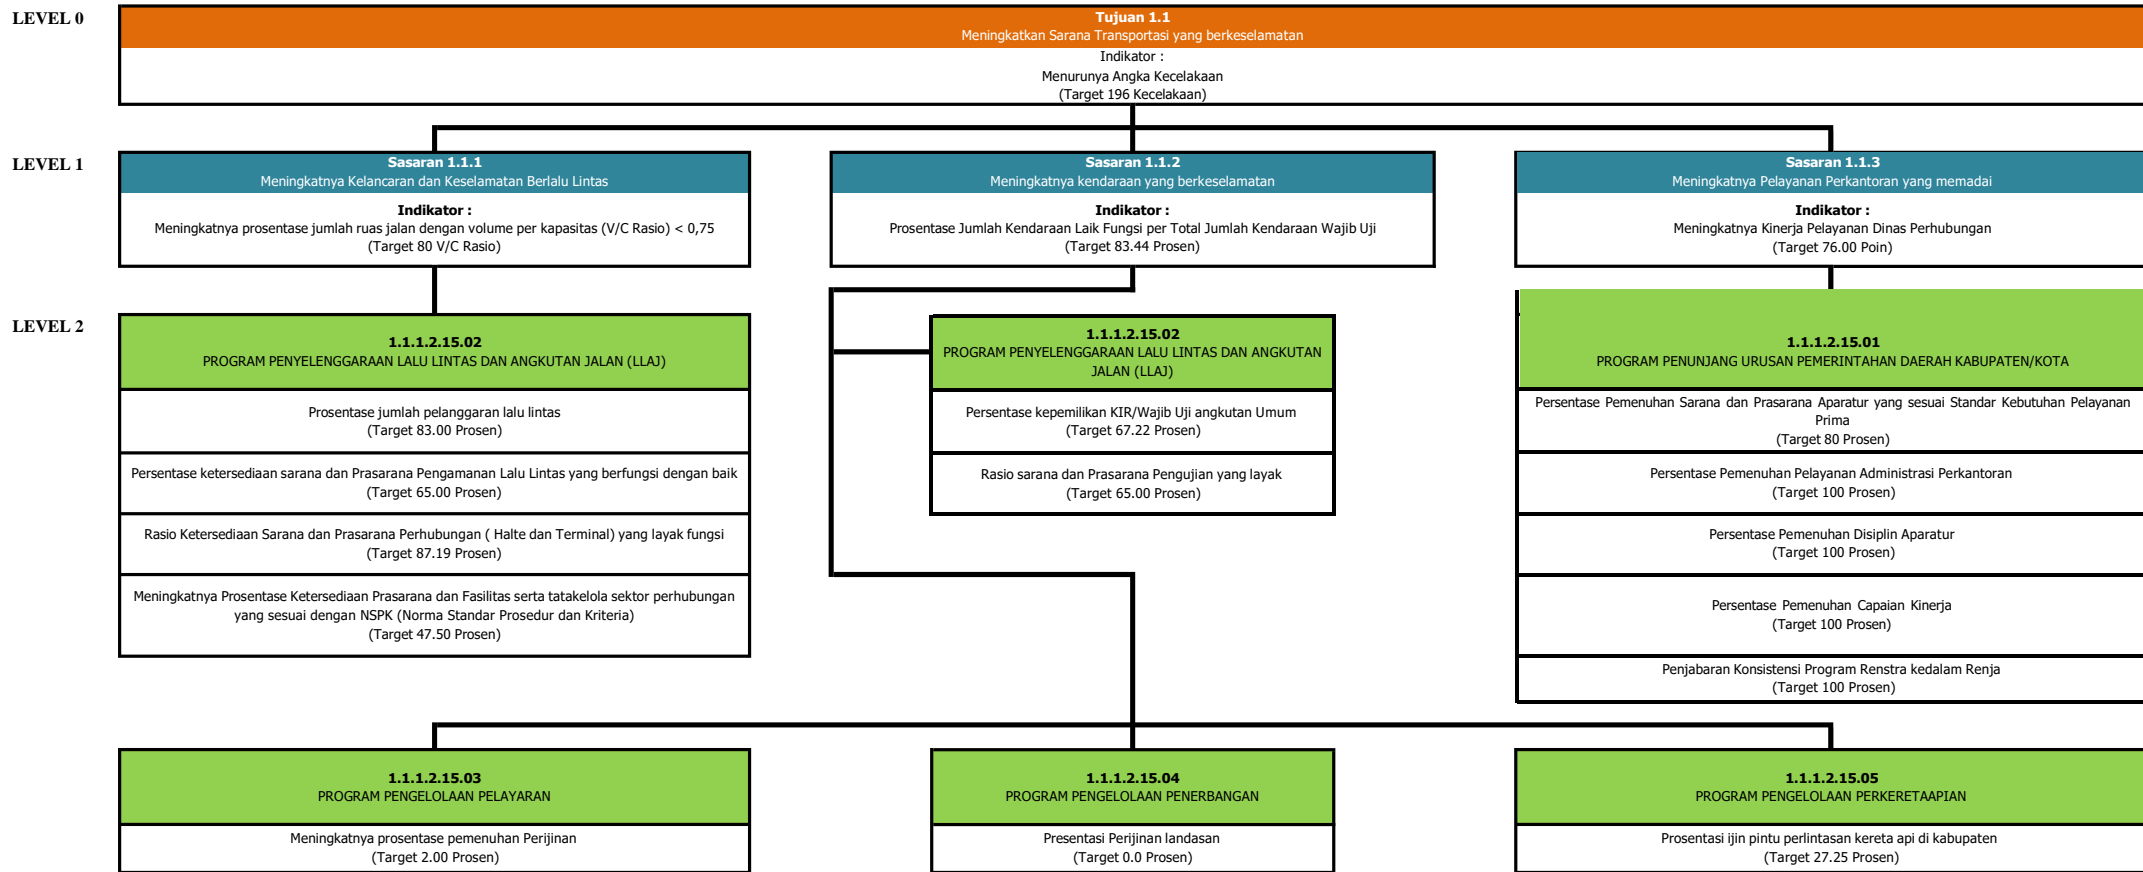 LEVEL 0
Tujuan 1.1
Meningkatkan Sarana Transportasi yang berkeselamatan
Indikator :
Menurunya Angka Kecelakaan
(Target 196 Kecelakaan)
LEVEL 1
Sasaran 1.1.1
Meningkatnya Kelancaran dan Keselamatan Berlalu Lintas
Indikator :
Meningkatnya prosentase jumlah ruas jalan dengan volume per kapasitas (V/C Rasio) < 0,75
(Target 80 V/C Rasio)
Sasaran 1.1.2
Meningkatnya kendaraan yang berkeselamatan
Indikator :
Prosentase Jumlah Kendaraan Laik Fungsi per Total Jumlah Kendaraan Wajib Uji
(Target 83.44 Prosen)
Sasaran 1.1.3
Meningkatnya Pelayanan Perkantoran yang memadai
Indikator :
Meningkatnya Kinerja Pelayanan Dinas Perhubungan
(Target 76.00 Poin)
LEVEL 2
1.1.1.2.15.02
PROGRAM PENYELENGGARAAN LALU LINTAS DAN ANGKUTAN JALAN (LLAJ)
Prosentase jumlah pelanggaran lalu lintas
(Target 83.00 Prosen)
Persentase ketersediaan sarana dan Prasarana Pengamanan Lalu Lintas yang berfungsi dengan baik
(Target 65.00 Prosen)
Rasio Ketersediaan Sarana dan Prasarana Perhubungan ( Halte dan Terminal) yang layak fungsi
(Target 87.19 Prosen)
Meningkatnya Prosentase Ketersediaan Prasarana dan Fasilitas serta tatakelola sektor perhubungan
yang sesuai dengan NSPK (Norma Standar Prosedur dan Kriteria)
(Target 47.50 Prosen)
1.1.1.2.15.02
PROGRAM PENYELENGGARAAN LALU LINTAS DAN ANGKUTAN
JALAN (LLAJ)
Persentase kepemilikan KIR/Wajib Uji angkutan Umum
(Target 67.22 Prosen)
Rasio sarana dan Prasarana Pengujian yang layak
(Target 65.00 Prosen)
1.1.1.2.15.01
PROGRAM PENUNJANG URUSAN PEMERINTAHAN DAERAH KABUPATEN/KOTA
Persentase Pemenuhan Sarana dan Prasarana Aparatur yang sesuai Standar Kebutuhan Pelayanan
Prima
(Target 80 Prosen)
Persentase Pemenuhan Pelayanan Administrasi Perkantoran
(Target 100 Prosen)
Persentase Pemenuhan Disiplin Aparatur
(Target 100 Prosen)
Persentase Pemenuhan Capaian Kinerja
(Target 100 Prosen)
Penjabaran Konsistensi Program Renstra kedalam Renja
(Target 100 Prosen)
1.1.1.2.15.03
PROGRAM PENGELOLAAN PELAYARAN
Meningkatnya prosentase pemenuhan Perijinan
(Target 2.00 Prosen)
1.1.1.2.15.04
PROGRAM PENGELOLAAN PENERBANGAN
Presentasi Perijinan landasan
(Target 0.0 Prosen)
1.1.1.2.15.05
PROGRAM PENGELOLAAN PERKERETAAPIAN
Prosentasi ijin pintu perlintasan kereta api di kabupaten
(Target 27.25 Prosen)